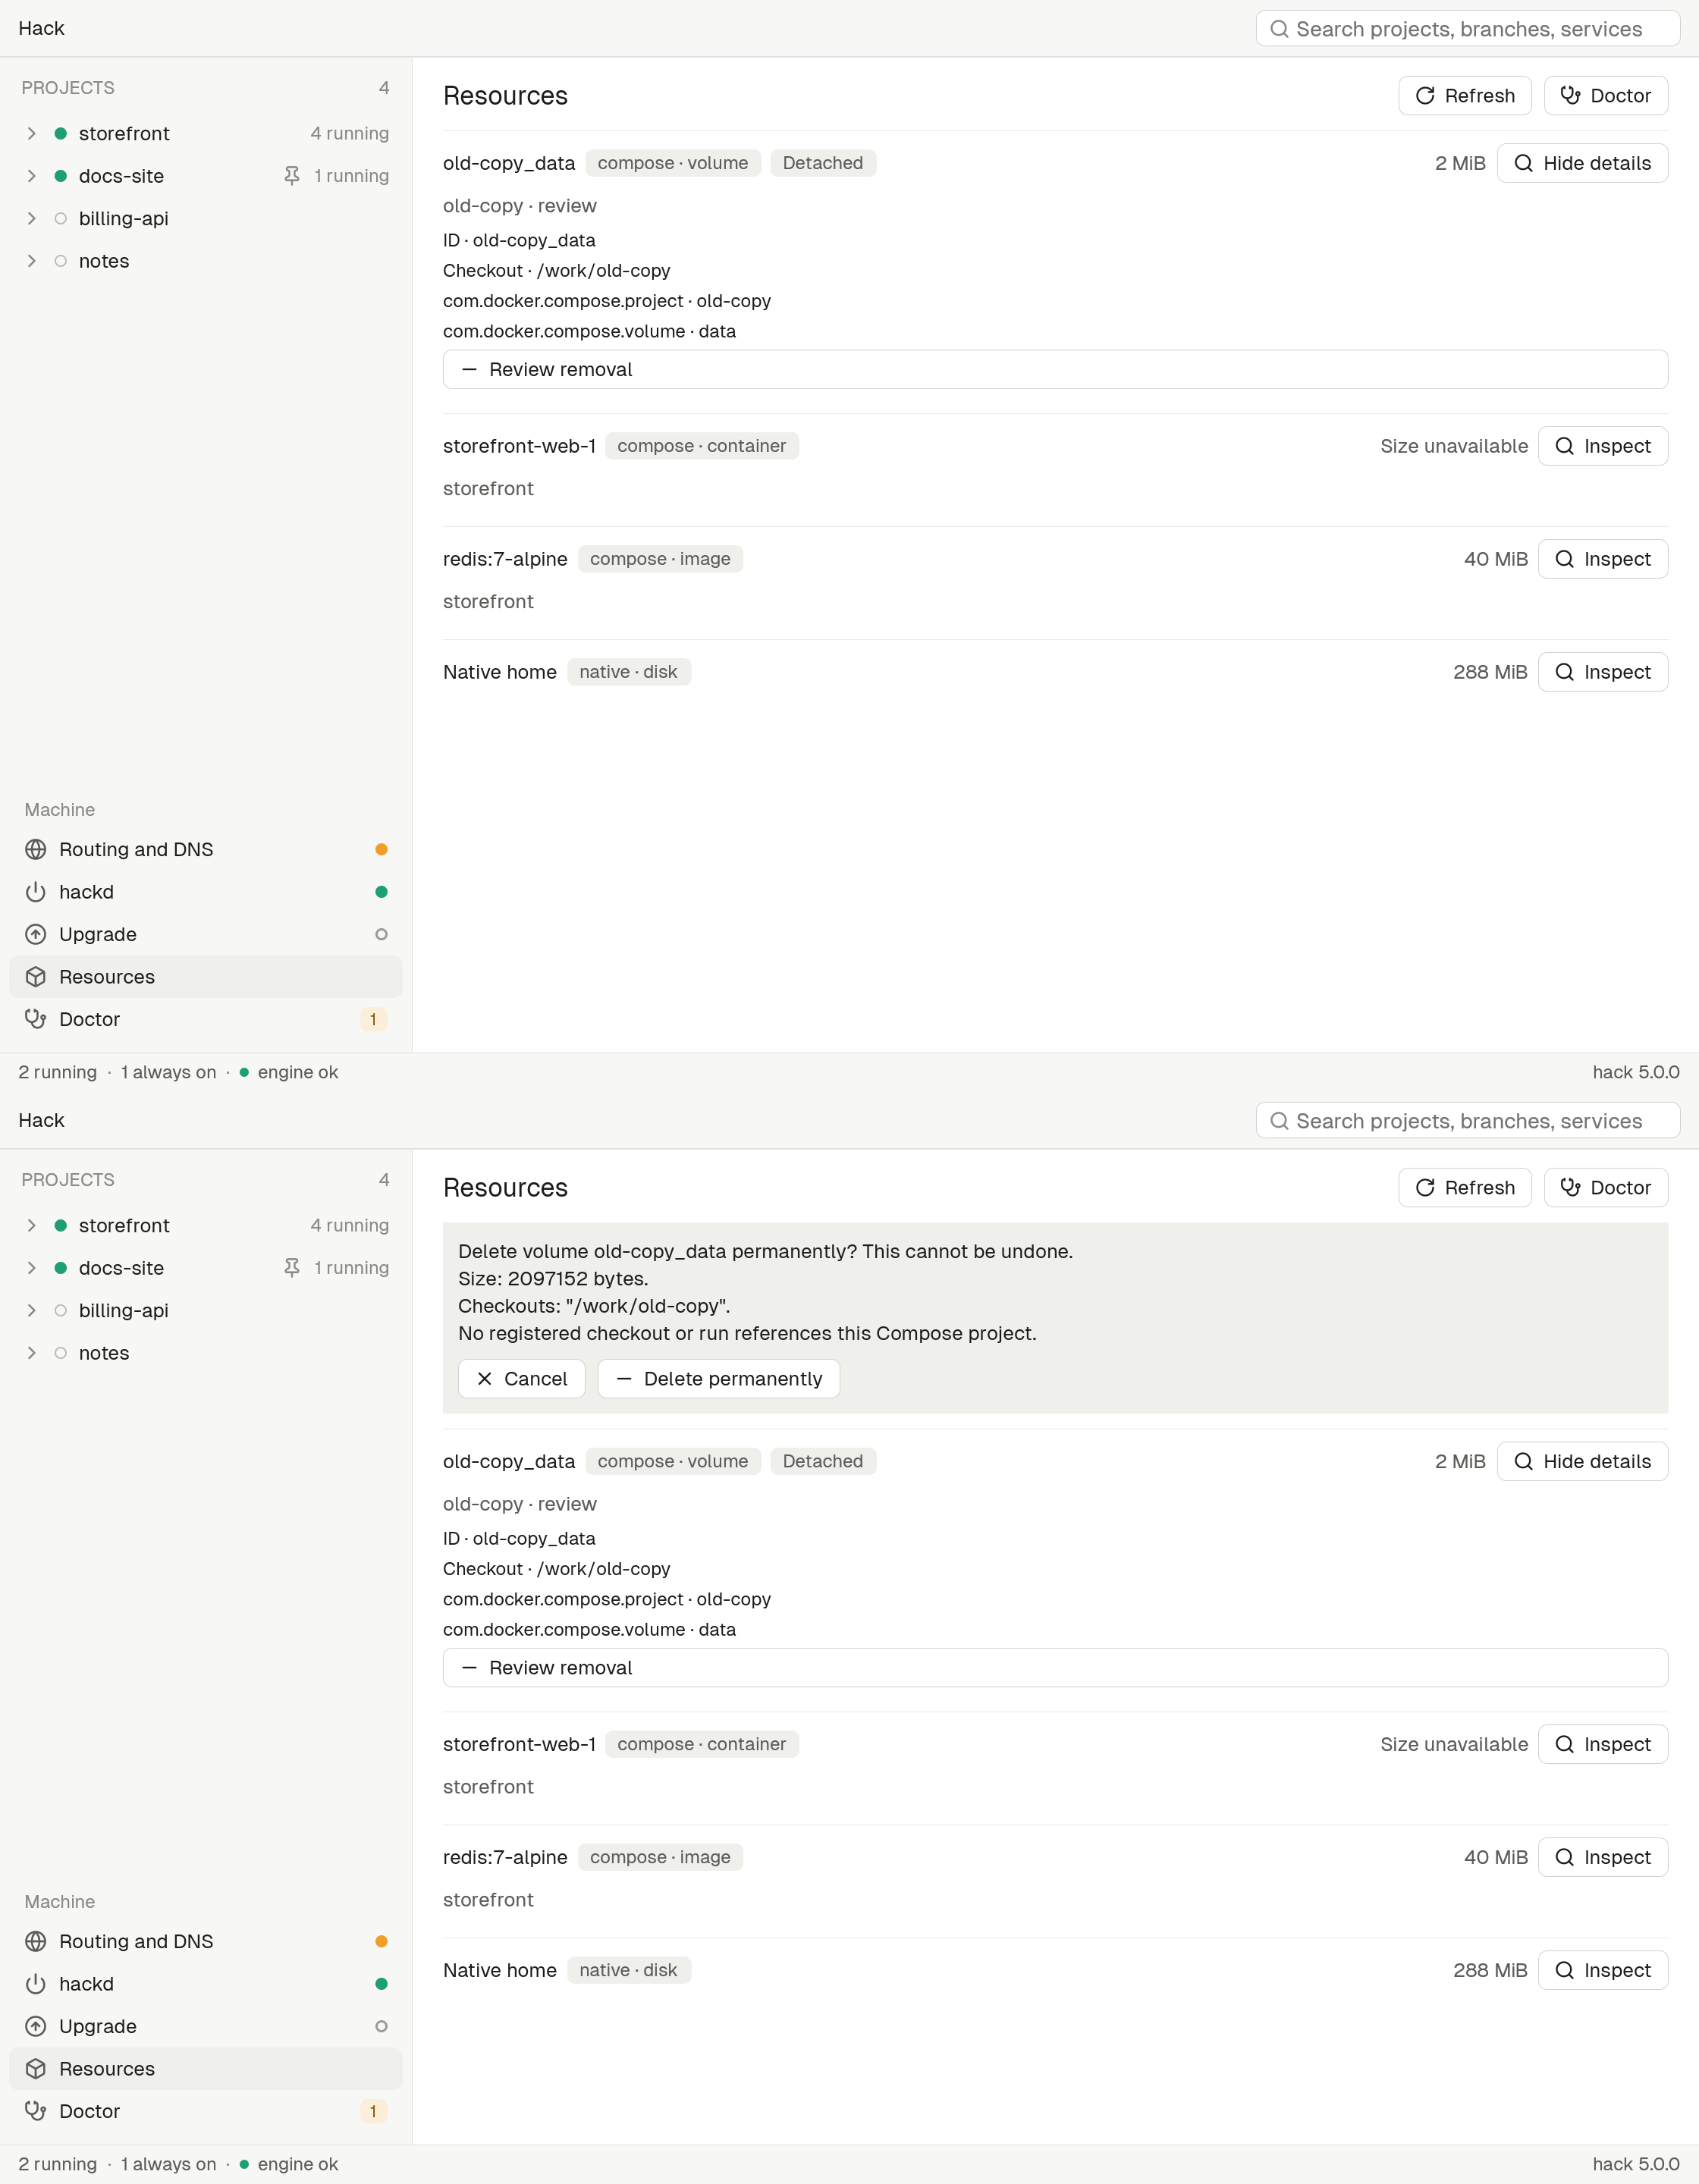 Hack
Search projects, branches, services
PROJECTS 4
storefront 4 running
docs-site 1 running
billing-api
notes
Machine
Routing and DNS
hackd
Upgrade
Resources
Doctor 1
Resources
Refresh
Doctor
old-copy_data compose · volume Detached 2 MiB Hide details
old-copy · review
ID · old-copy_data
Checkout · /work/old-copy
com.docker.compose.project · old-copy
com.docker.compose.volume · data
Review removal
storefront-web-1 compose · container Size unavailable Inspect
storefront
redis:7-alpine compose · image 40 MiB Inspect
storefront
Native home native · disk 288 MiB Inspect
2 running · 1 always on · engine ok hack 5.0.0
Hack
Search projects, branches, services
PROJECTS 4
storefront 4 running
docs-site 1 running
billing-api
notes
Machine
Routing and DNS
hackd
Upgrade
Resources
Doctor 1
Resources
Refresh
Doctor
Delete volume old-copy_data permanently? This cannot be undone.
Size: 2097152 bytes.
Checkouts: "/work/old-copy".
No registered checkout or run references this Compose project.
Cancel
Delete permanently
old-copy_data compose · volume Detached 2 MiB Hide details
old-copy · review
ID · old-copy_data
Checkout · /work/old-copy
com.docker.compose.project · old-copy
com.docker.compose.volume · data
Review removal
storefront-web-1 compose · container Size unavailable Inspect
storefront
redis:7-alpine compose · image 40 MiB Inspect
storefront
Native home native · disk 288 MiB Inspect
2 running · 1 always on · engine ok hack 5.0.0